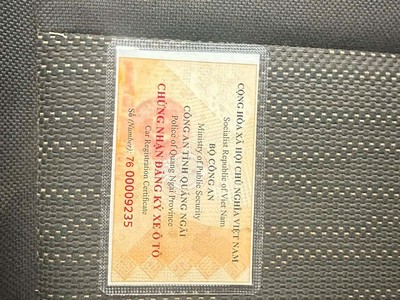 CỘNG HÒA XÃ HỘI CHỦ NGHĨA VIỆT NAM
Socialist Republic of Viet Nam
BỘ CÔNG AN
Ministry of Public Security
CÔNG AN TỈNH QUẢNG NGÃI
Police of Quang Ngai Province
CHỨNG NHẬN ĐĂNG KÝ XE Ô TÔ
Car Registration Certificate
Số (Number): 76 00009235